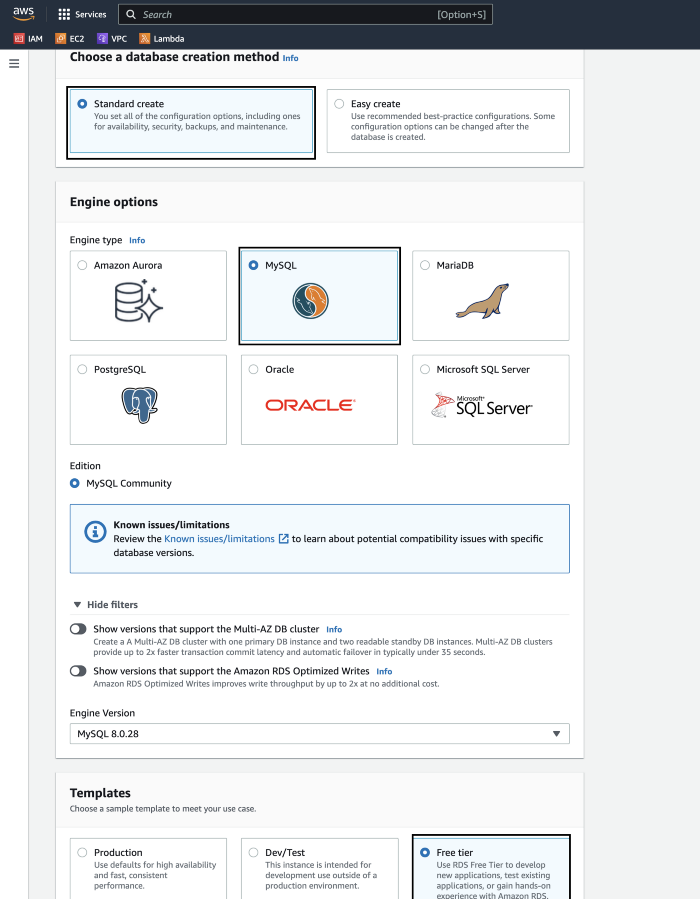 aws
Services
Search
[Option+S]
IAM
EC2
VPC
Lambda
Choose a database creation method Info
Standard create
You set all of the configuration options, including ones
for availability, security, backups, and maintenance.
Easy create
Use recommended best-practice configurations. Some
configuration options can be changed after the
database is created.
Engine options
Engine type Info
Amazon Aurora
MySQL
MariaDB
PostgreSQL
Oracle
ORACLE
Microsoft SQL Server
Microsoft
SQL Server
Edition
MySQL Community
Known issues/limitations
Review the Known issues/limitations to learn about potential compatibility issues with specific
database versions.
Hide filters
Show versions that support the Multi-AZ DB cluster Info
Create a A Multi-AZ DB cluster with one primary DB instance and two readable standby DB instances. Multi-AZ DB clusters
provide up to 2x faster transaction commit latency and automatic failover in typically under 35 seconds.
Show versions that support the Amazon RDS Optimized Writes Info
Amazon RDS Optimized Writes improves write throughput by up to 2x at no additional cost.
Engine Version
MySQL 8.0.28
Templates
Choose a sample template to meet your use case.
Production
Use defaults for high availability
and fast, consistent
performance.
Dev/Test
This instance is intended for
development use outside of a
production environment.
Free tier
Use RDS Free Tier to develop
new applications, test existing
applications, or gain hands-on
experience with Amazon RDS.